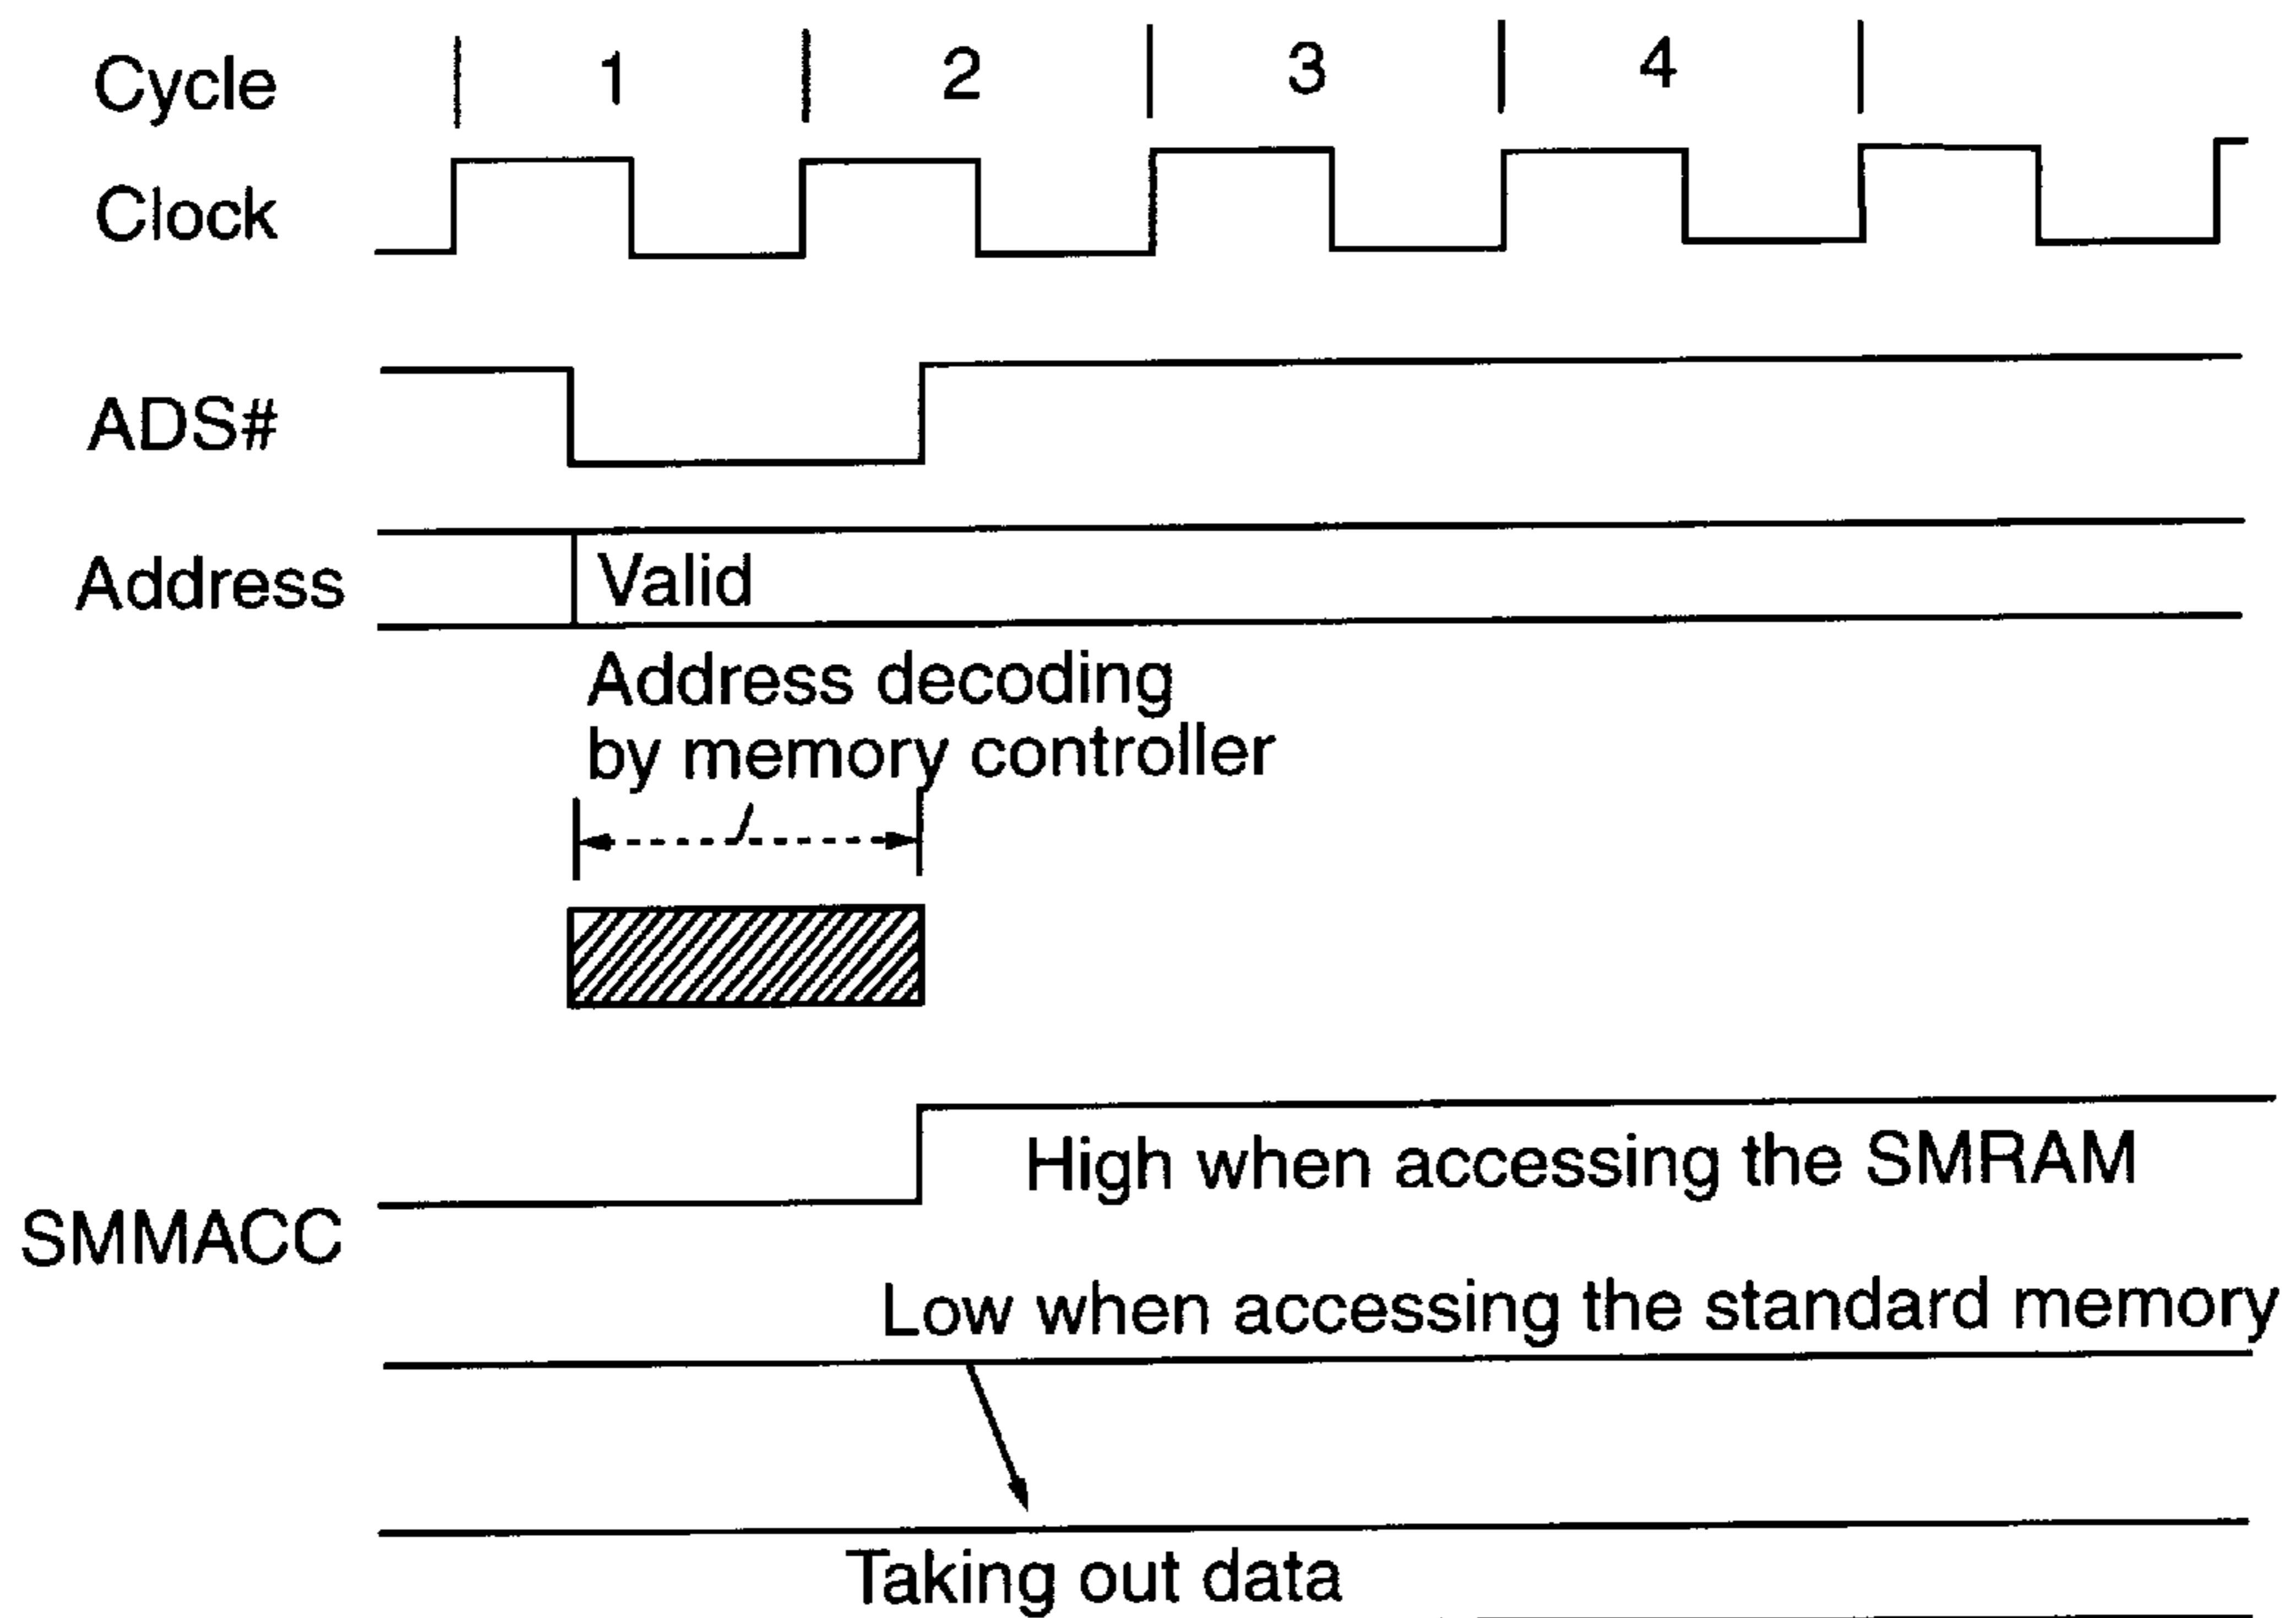 Cycle 1 2 3 4
Clock
ADS#
Address Valid
Address decoding
by memory controller
High when accessing the SMRAM
SMMACC
Low when accessing the standard memory
Taking out data